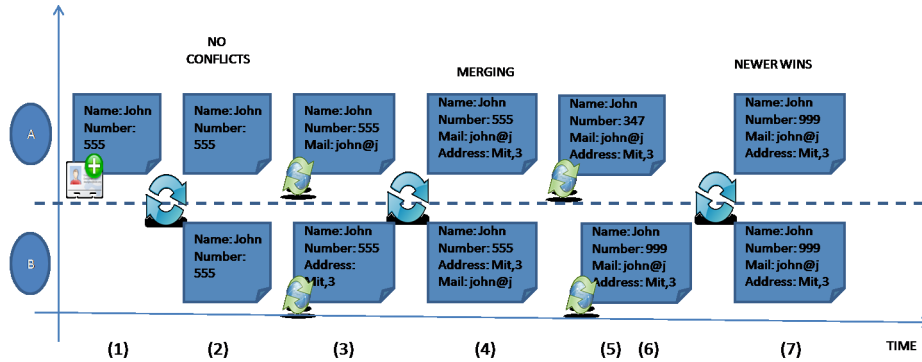 NO
CONFLICTS
MERGING
NEWER WINS
A
Name: John
Number:
555
Name: John
Number:
555
Name: John
Number: 555
Mail: john@j
Name: John
Number: 555
Mail: john@j
Address: Mit,3
Name: John
Number: 347
Mail: john@j
Address: Mit,3
Name: John
Number: 999
Mail: john@j
Address: Mit,3
B
Name: John
Number:
555
Name: John
Number: 555
Address:
Mit,3
Name: John
Number: 555
Address: Mit,3
Mail: john@j
Name: John
Number: 999
Mail: john@j
Address: Mit,3
Name: John
Number: 999
Mail: john@j
Address: Mit,3
(1) (2) (3) (4) (5) (6) (7) TIME